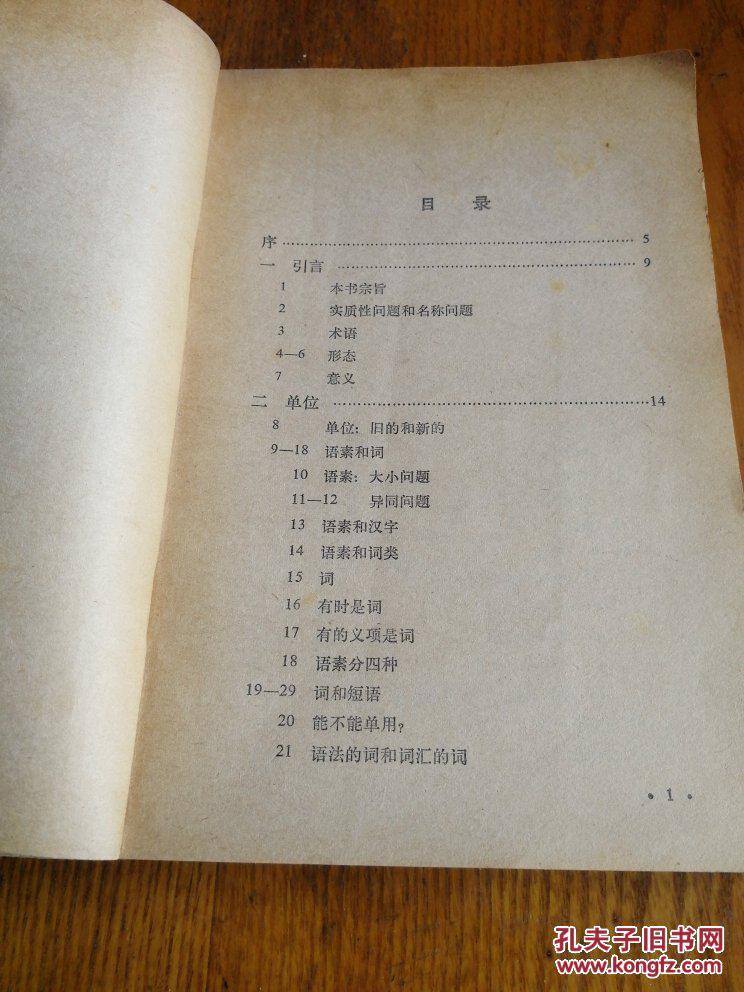 目 录
序 ………………………………………… 5
一 引言 ………………………………………… 9
1 本书宗旨
2 实质性问题和名称问题
3 术语
4—6 形态
7 意义
二 单位 ………………………………………… 14
8 单位：旧的和新的
9—18 语素和词
10 语素：大小问题
11—12 异同问题
13 语素和汉字
14 语素和词类
15 词
16 有时是词
17 有的义项是词
18 语素分四种
19—29 词和短语
20 能不能单用？
21 语法的词和词汇的词
• 1 •
孔夫子旧书网
www.kongfz.com